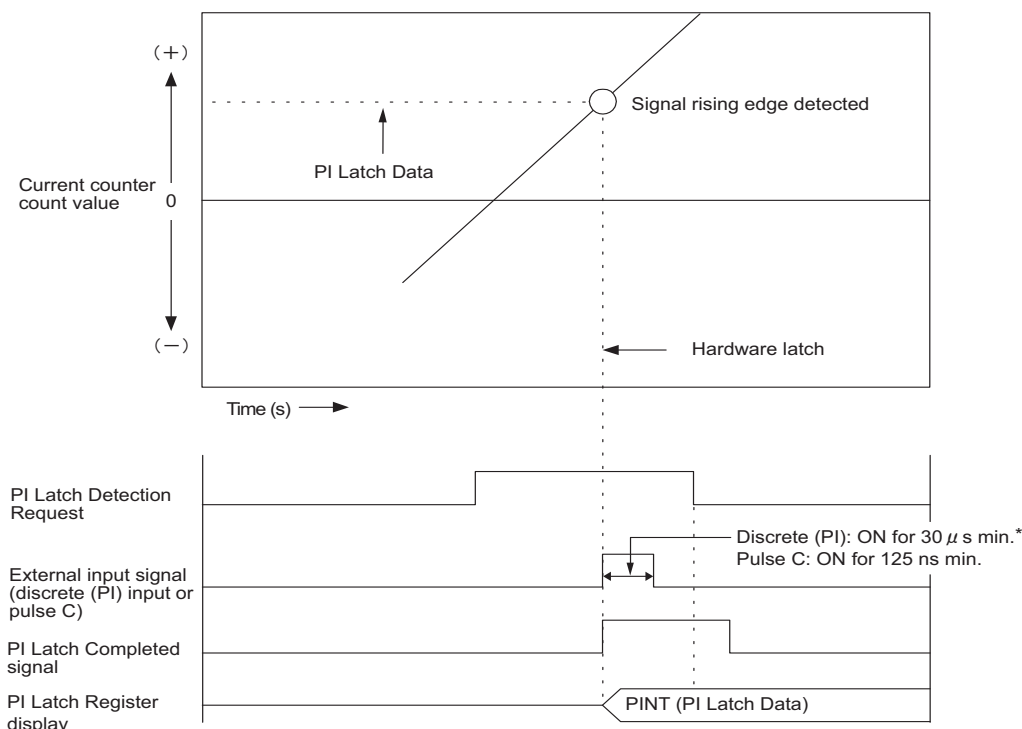 (+)
Signal rising edge detected
PI Latch Data
Current counter
count value
0
Hardware latch
(−)
Time (s)
PI Latch Detection
Request
Discrete (PI): ON for 30 μ s min.*
Pulse C: ON for 125 ns min.
External input signal
(discrete (PI) input or
pulse C)
PI Latch Completed
signal
PI Latch Register
display
PINT (PI Latch Data)